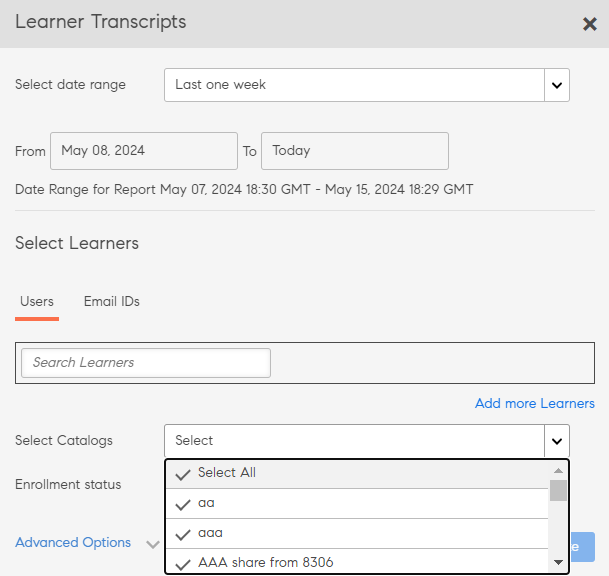 Learner Transcripts
Select date range
Last one week
From May 08, 2024 To Today
Date Range for Report May 07, 2024 18:30 GMT - May 15, 2024 18:29 GMT
Select Learners
Users Email IDs
Search Learners
Add more Learners
Select Catalogs
Select
Select All
Enrollment status
aa
aaa
Advanced Options
e
AAA share from 8306